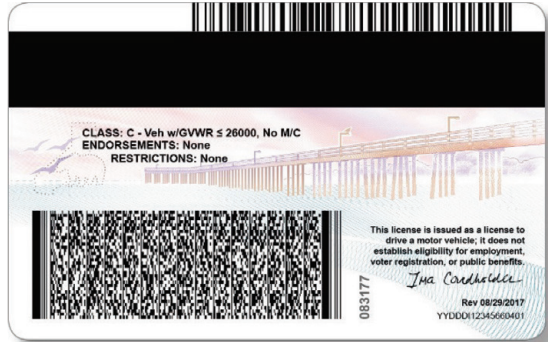 CLASS: C - Veh w/GVWR ≤ 26000, No M/C
ENDORSEMENTS: None
RESTRICTIONS: None
This license is issued as a license to
drive a motor vehicle; it does not
establish eligibility for employment,
voter registration, or public benefits.
Ima Cardholder
083177
Rev 08/29/2017
YYDDDI12345660401